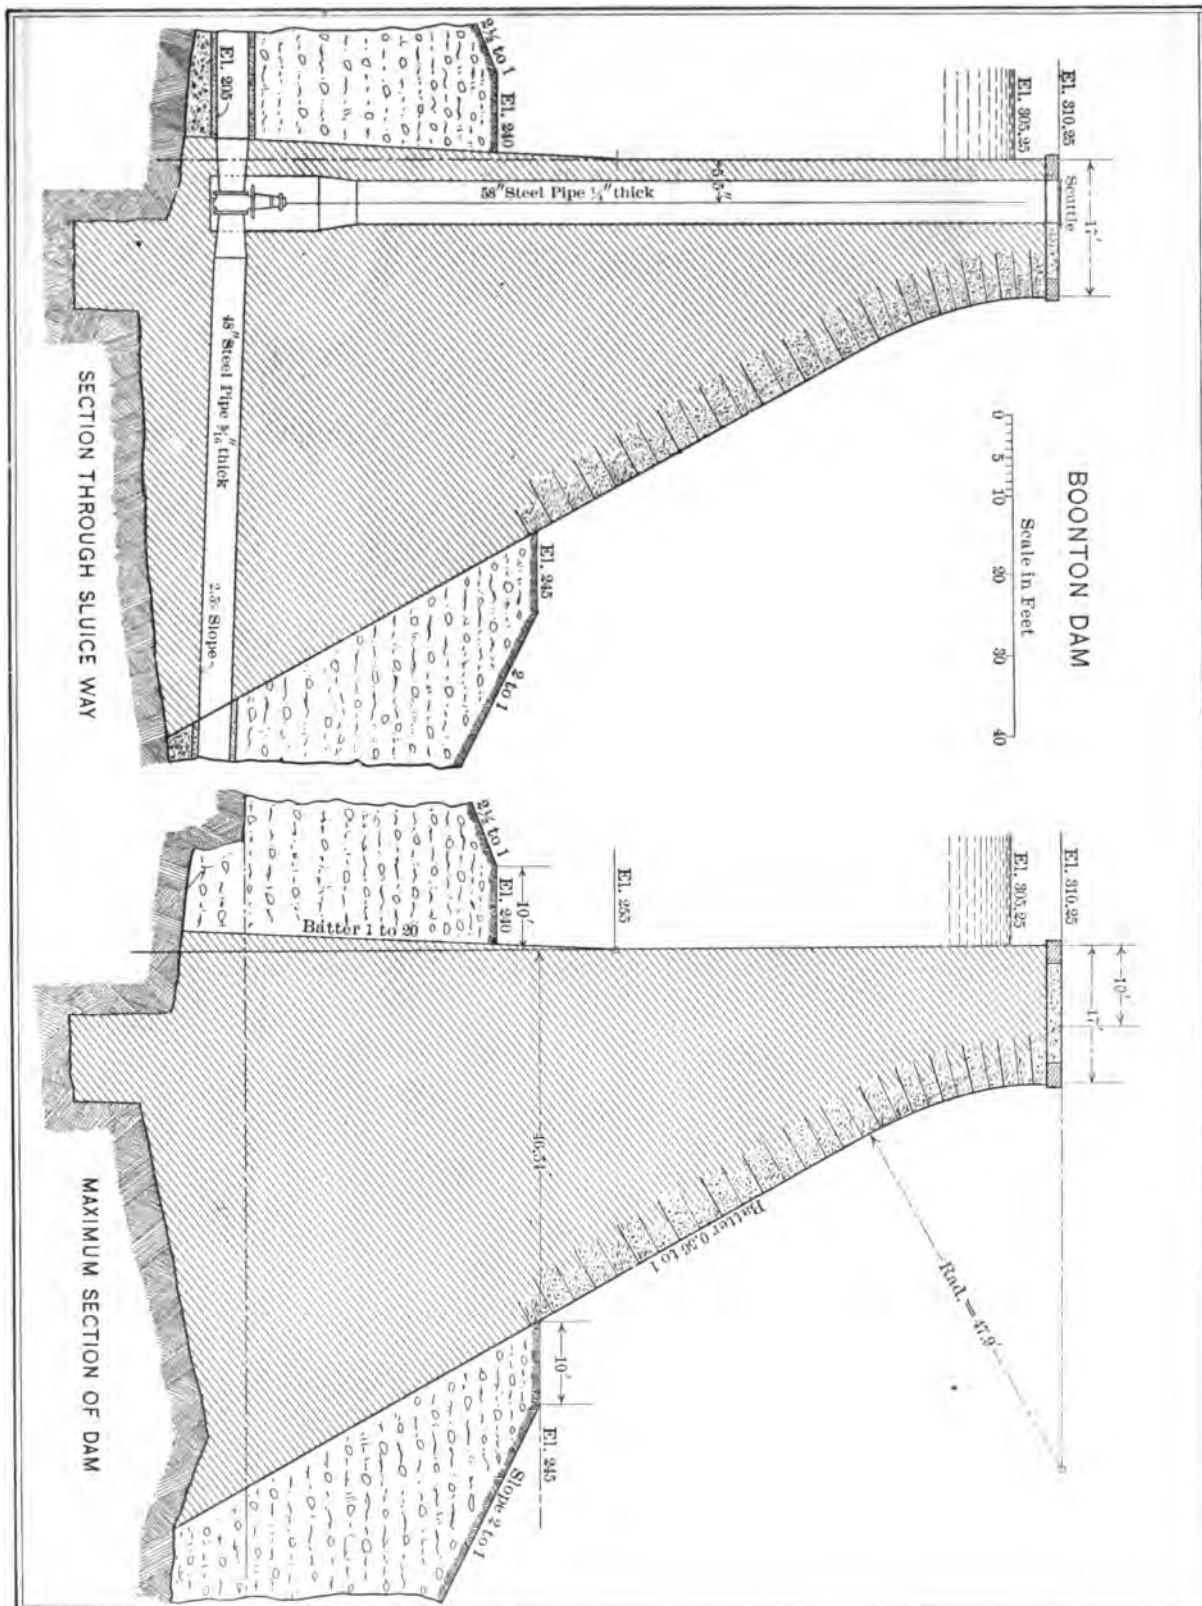 BOONTON DAM
Scale in Feet
0 5 10 20 30 40
El. 310.25
El. 305.25
Scuttle
17'
5'5"
58" Steel Pipe ¼" thick
2½ to 1
El. 240
El. 205
48" Steel Pipe 5/16" thick
2.5% Slope
El. 245
2 to 1
SECTION THROUGH SLUICE WAY
El. 310.25
El. 305.25
10'
17'
El. 255
2½ to 1
10'
El. 240
Batter 1 to 20
46.54'
Batter 0.56 to 1
Rad. = 47.9'
10'
El. 245
Slope 2 to 1
MAXIMUM SECTION OF DAM